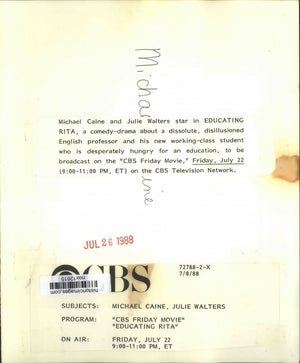 Michael Caine
Michael Caine and Julie Walters star in EDUCATING
RITA, a comedy-drama about a dissolute, disillusioned
English professor and his new working-class student
who is desperately hungry for an education, to be
broadcast on the "CBS Friday Movie," Friday, July 22
(9:00-11:00 PM, ET) on the CBS Television Network.
JUL 26 1988
CBS
72788-2-X
7/8/88
SUBJECTS: MICHAEL CAINE, JULIE WALTERS
PROGRAM: "CBS FRIDAY MOVIE"
"EDUCATING RITA"
ON AIR: FRIDAY, JULY 22
9:00-11:00 PM, ET